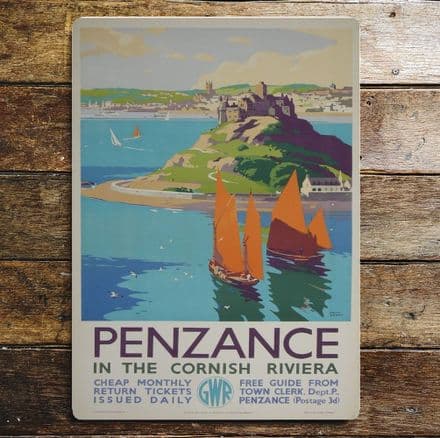 PENZANCE
IN THE CORNISH RIVIERA
CHEAP MONTHLY
RETURN TICKETS
ISSUED DAILY
GWR
FREE GUIDE FROM
TOWN CLERK, Dept.P.,
PENZANCE (Postage 3d)